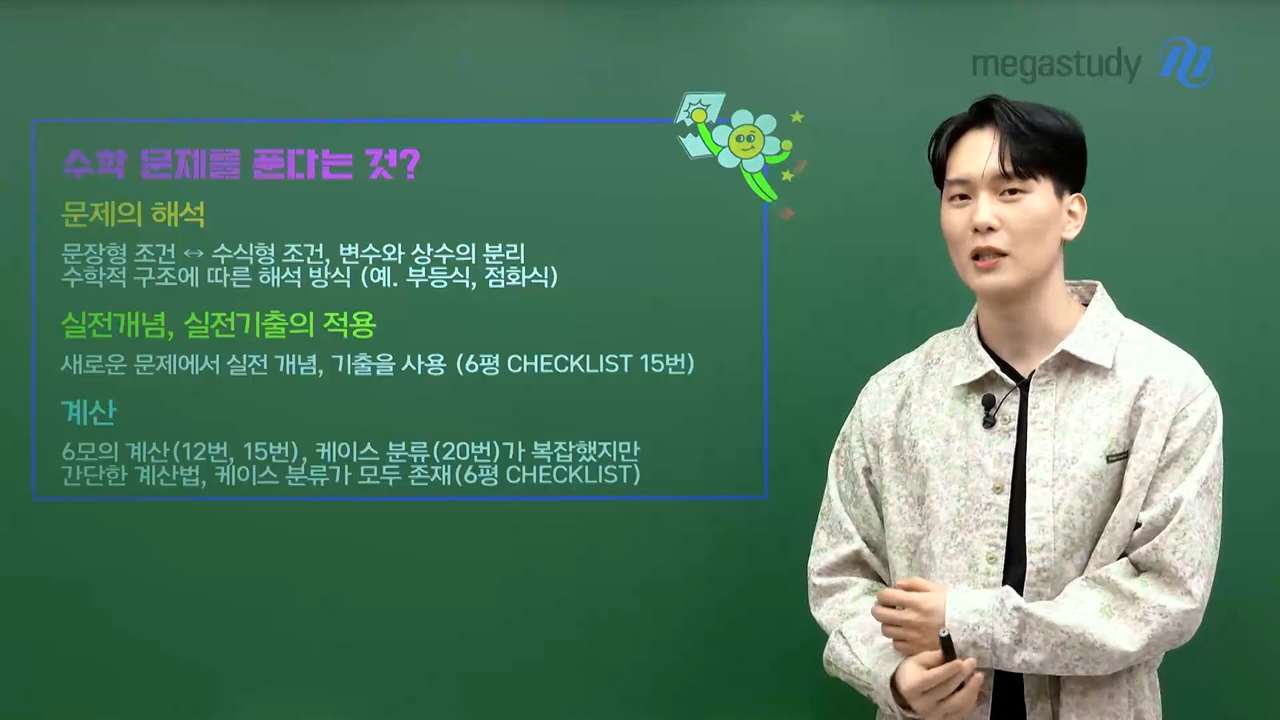 megastudy
수학 문제를 푼다는 것?
문제의 해석
문장형 조건 ↔ 수식형 조건, 변수와 상수의 분리
수학적 구조에 따른 해석 방식 (예. 부등식, 점화식)
실전개념, 실전기출의 적용
새로운 문제에서 실전 개념, 기출을 사용 (6평 CHECKLIST 15번)
계산
6모의 계산(12번, 15번), 케이스 분류(20번)가 복잡했지만
간단한 계산법, 케이스 분류가 모두 존재(6평 CHECKLIST)